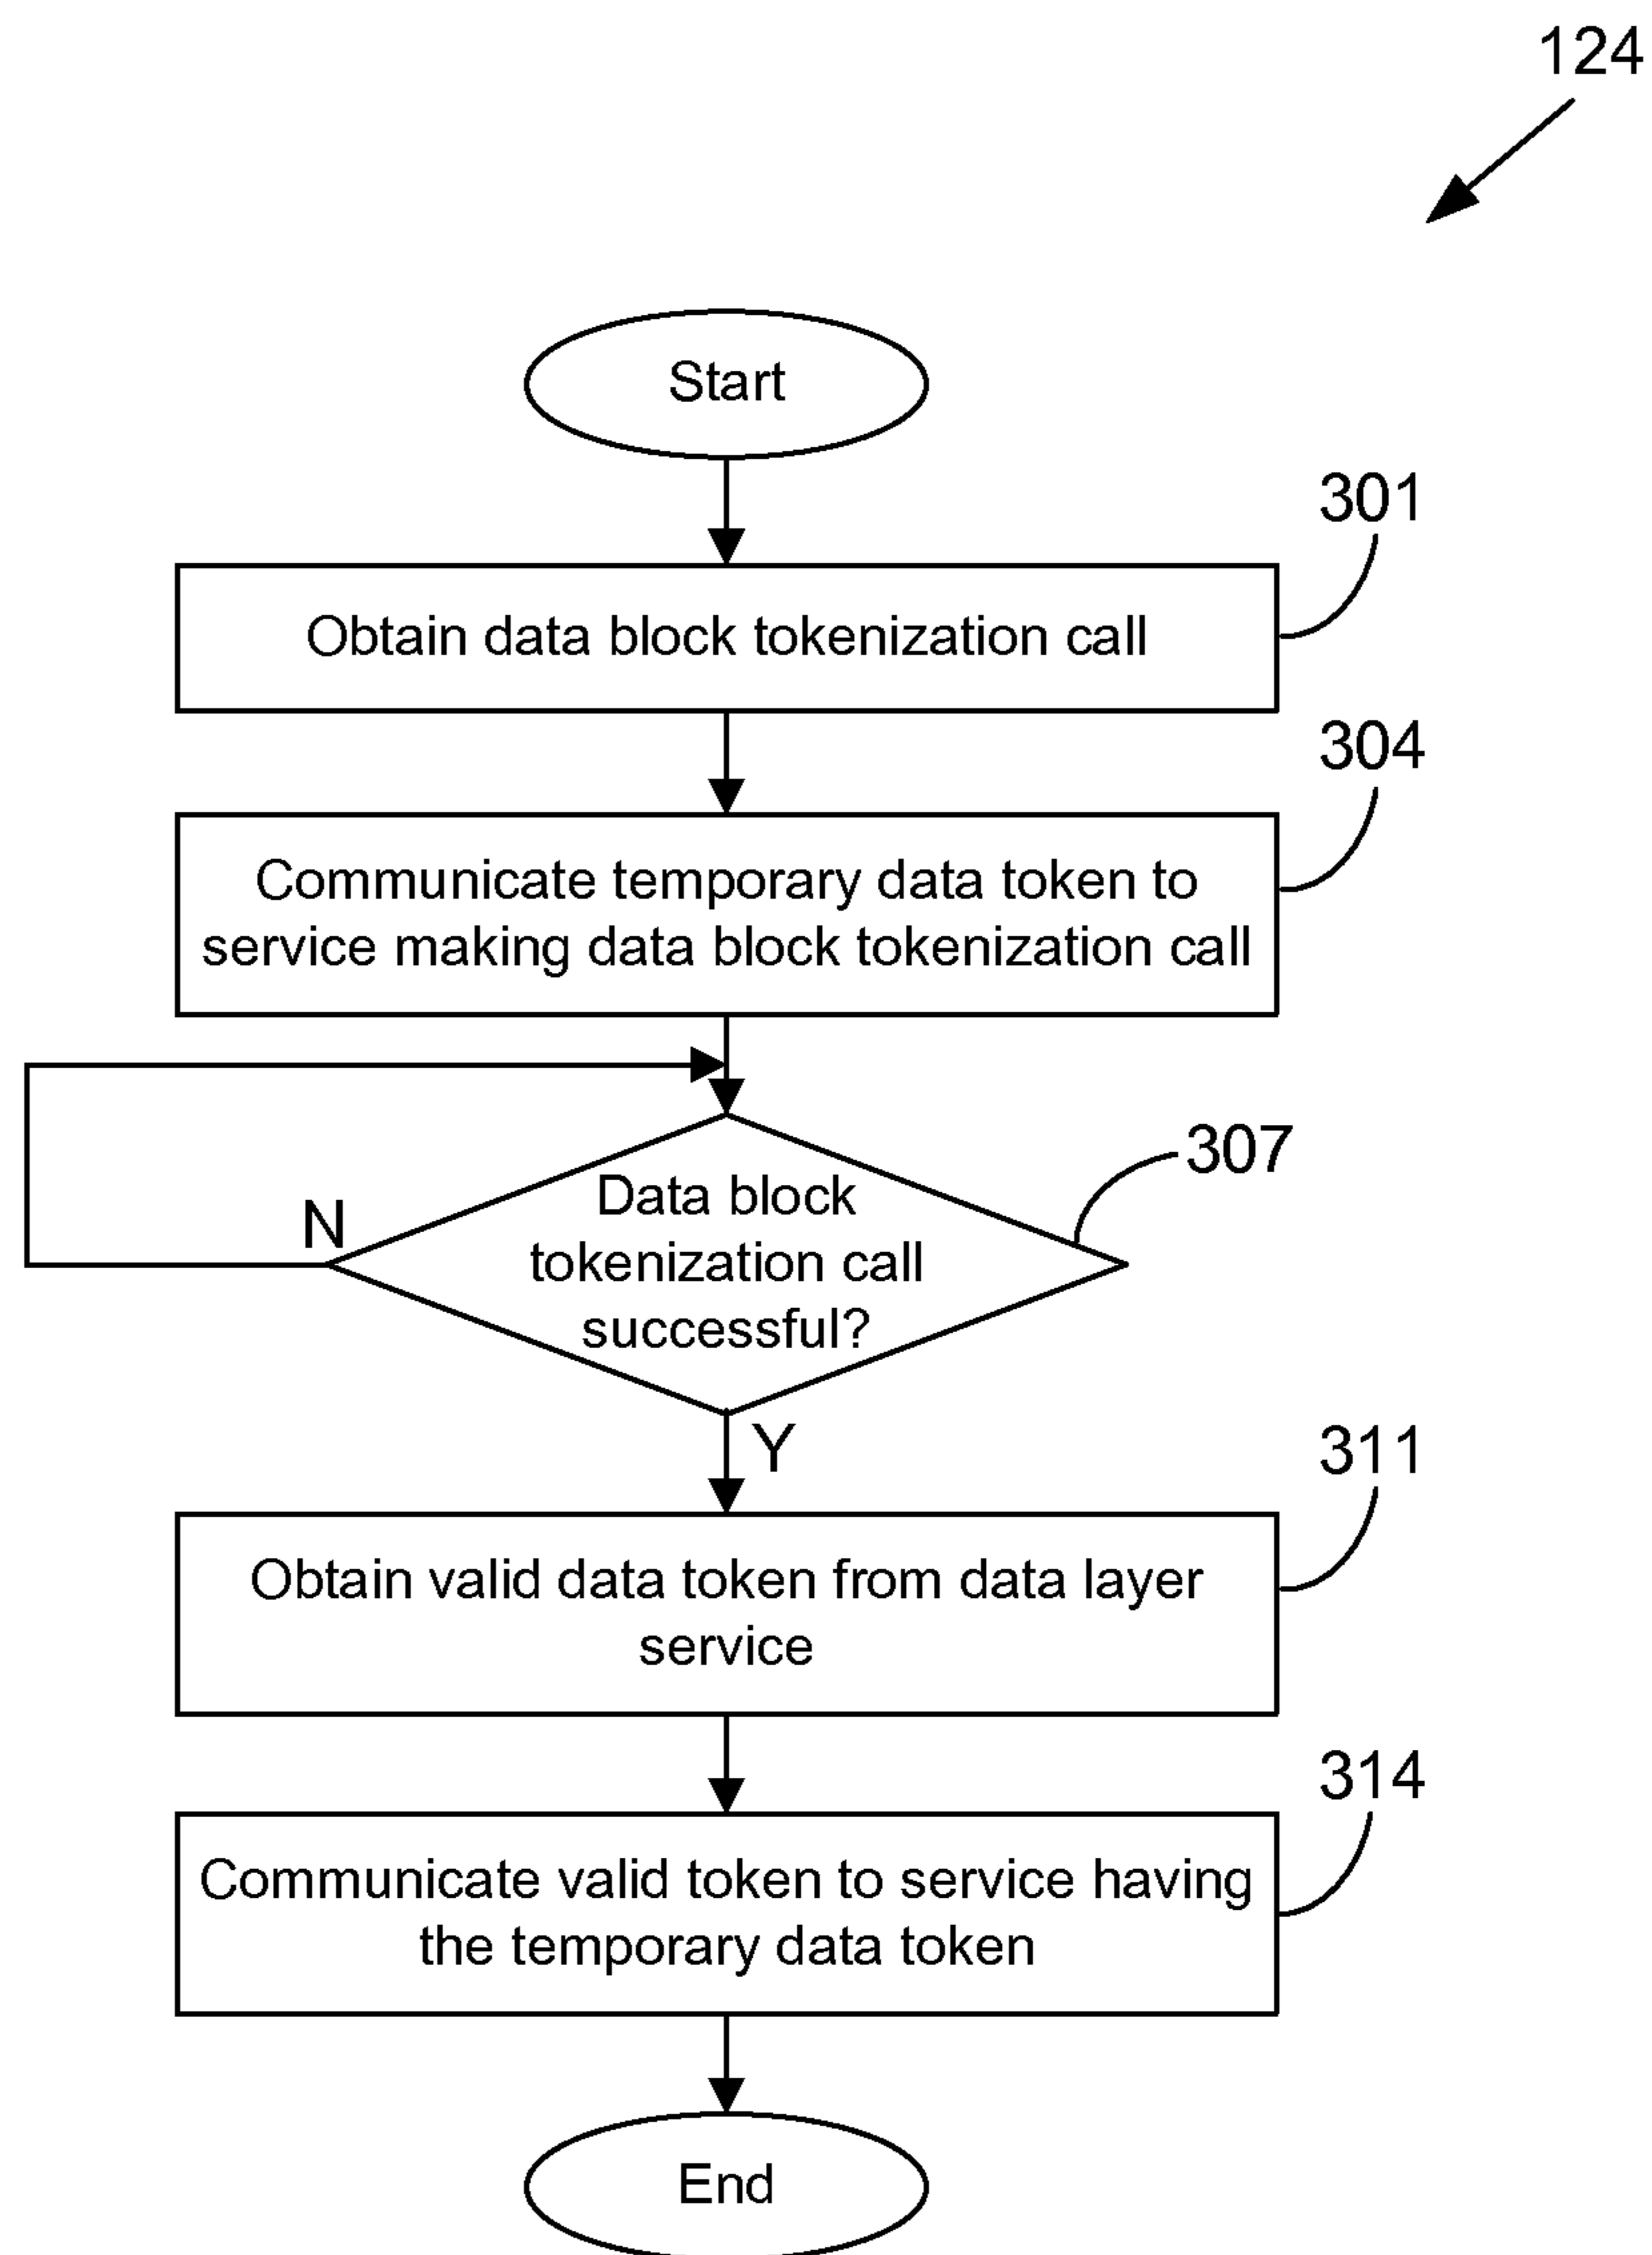 124
Start
301
Obtain data block tokenization call
304
Communicate temporary data token to
service making data block tokenization call
307
Data block
tokenization call
successful?
N
Y
311
Obtain valid data token from data layer
service
314
Communicate valid token to service having
the temporary data token
End